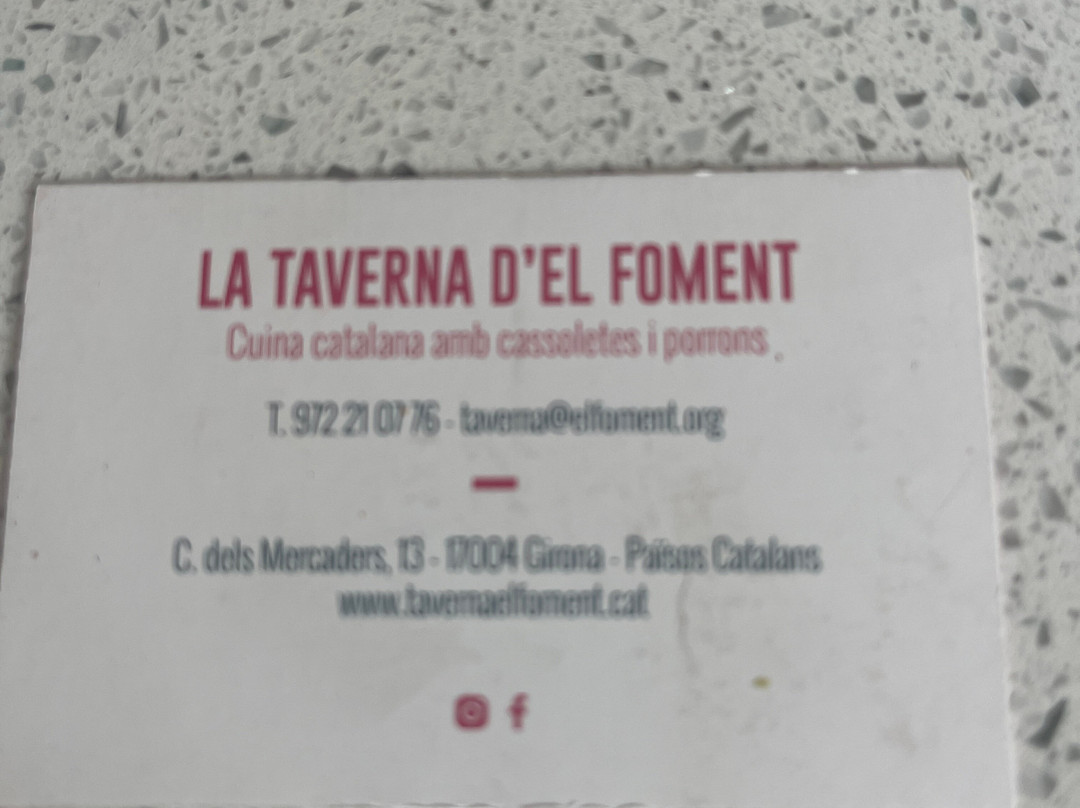 LA TAVERNA D'EL FOMENT
Cuina catalana amb cassoletes i porrons
T. 972 21 07 76 - taverna@elfoment.org
C. dels Mercaders, 13 - 17004 Girona - Països Catalans
www.tavernaelfoment.cat